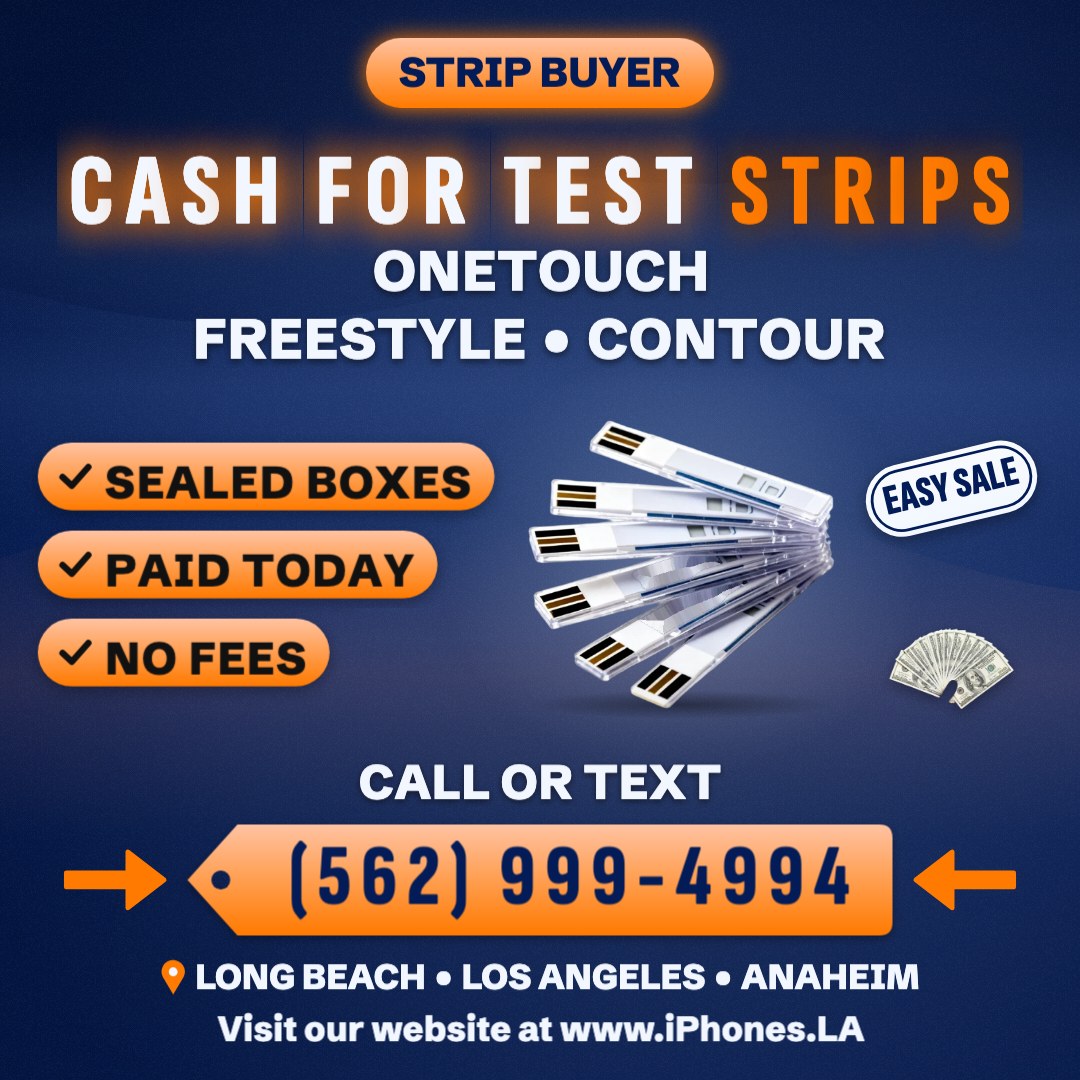 STRIP BUYER
CASH FOR TEST STRIPS
ONETOUCH
FREESTYLE • CONTOUR
✓ SEALED BOXES
✓ PAID TODAY
✓ NO FEES
EASY SALE
CALL OR TEXT
(562) 999-4994
LONG BEACH • LOS ANGELES • ANAHEIM
Visit our website at www.iPhones.LA